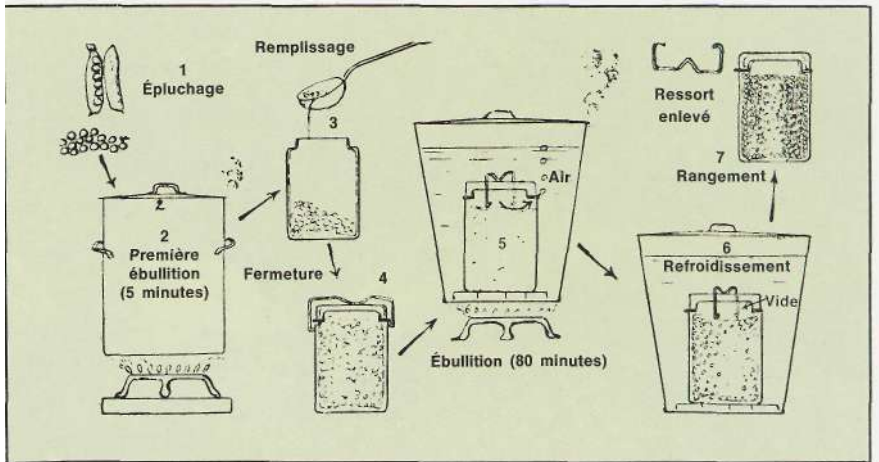 1
Épluchage
2
Première
ébullition
(5 minutes)
Remplissage
3
Fermeture
4
Air
5
Ébullition (80 minutes)
6
Refroidissement
Vide
7
Rangement
Ressort
enlevé